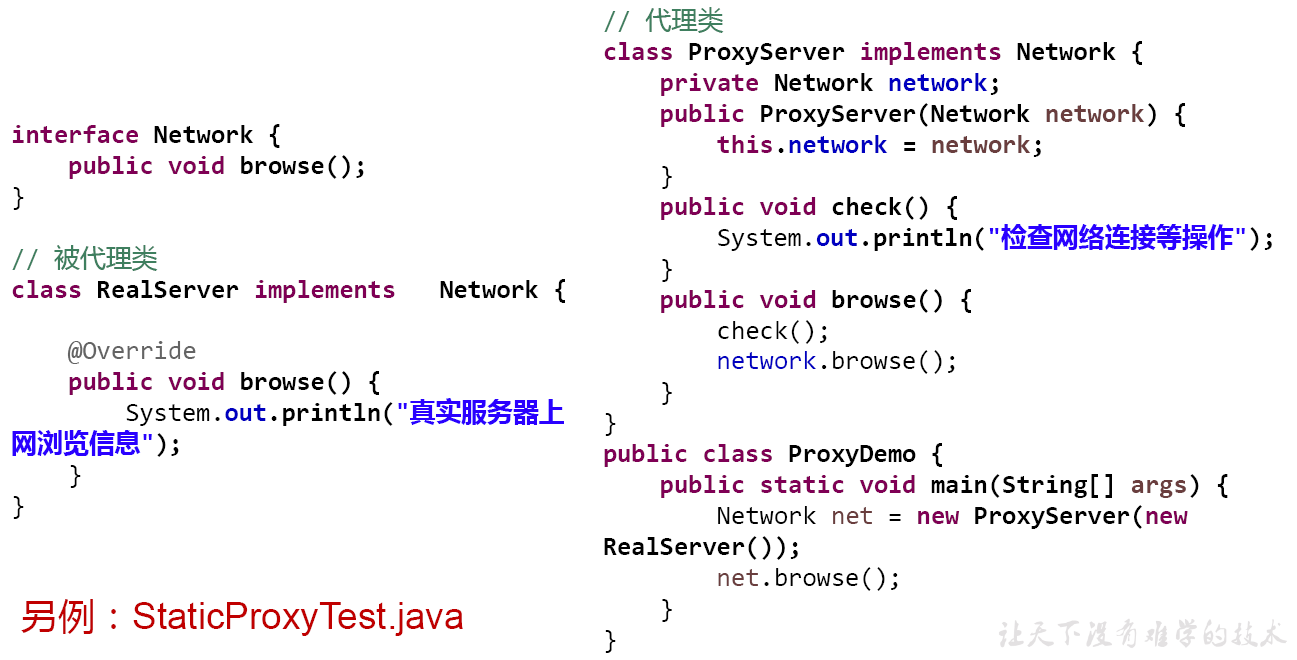 interface Network {
public void browse();
}
// 被代理类
class RealServer implements Network {
@Override
public void browse() {
System.out.println("真实服务器上
网浏览信息");
}
}
另例：StaticProxyTest.java
// 代理类
class ProxyServer implements Network {
private Network network;
public ProxyServer(Network network) {
this.network = network;
}
public void check() {
System.out.println("检查网络连接等操作");
}
public void browse() {
check();
network.browse();
}
}
public class ProxyDemo {
public static void main(String[] args) {
Network net = new ProxyServer(new
RealServer());
net.browse();
}
}
让天下没有难学的技术